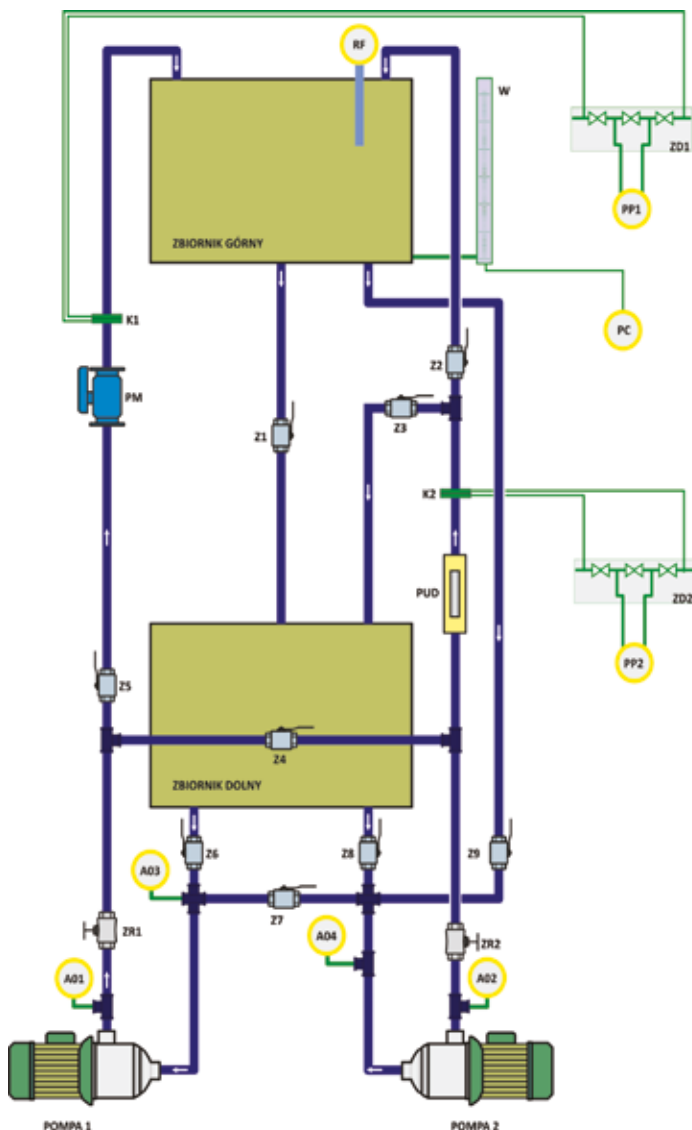 RF
W
ZD1
PP1
ZBIORNIK GÓRNY
K1
PC
Z2
PM
Z3
Z1
K2
PUD
ZD2
PP2
Z5
Z4
ZBIORNIK DOLNY
Z6
Z8
Z9
A03
Z7
ZR1
A04
ZR2
A01
A02
POMPA 1
POMPA 2